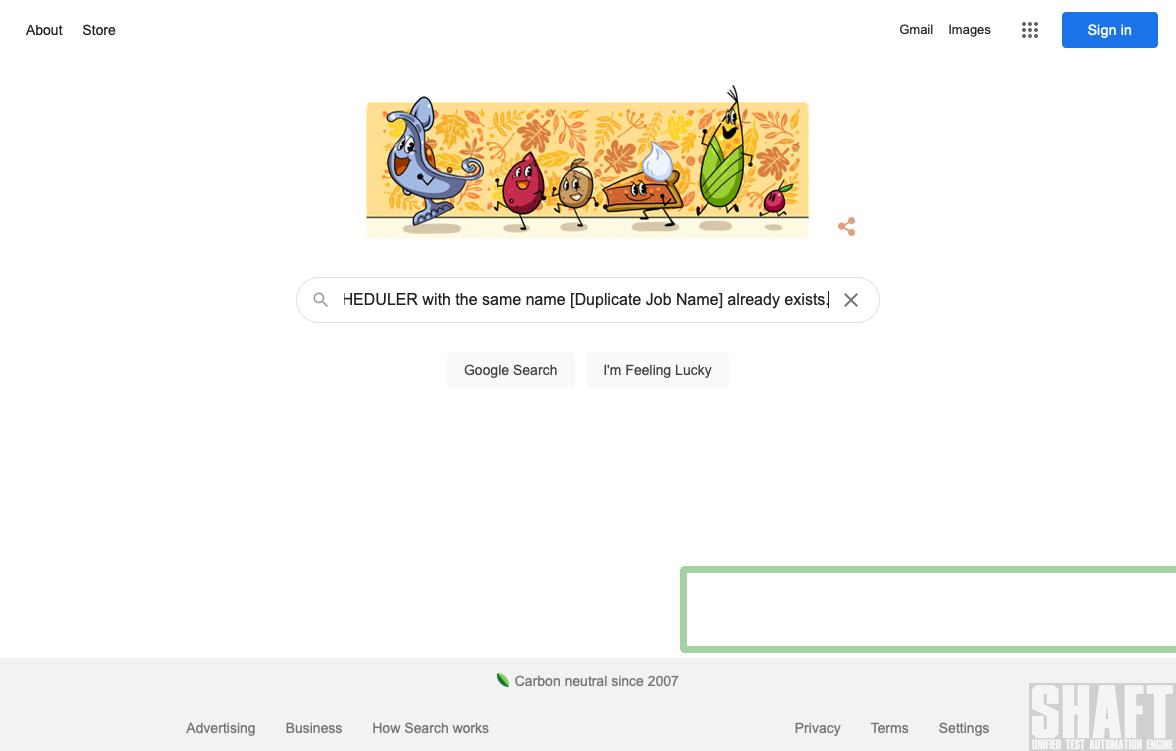 About Store
Gmail Images Sign in
HEDULER with the same name [Duplicate Job Name] already exists.
Google Search I'm Feeling Lucky
Carbon neutral since 2007
Advertising Business How Search works Privacy Terms Settings
SHAFT
UNIFIED TEST AUTOMATION ENGINE